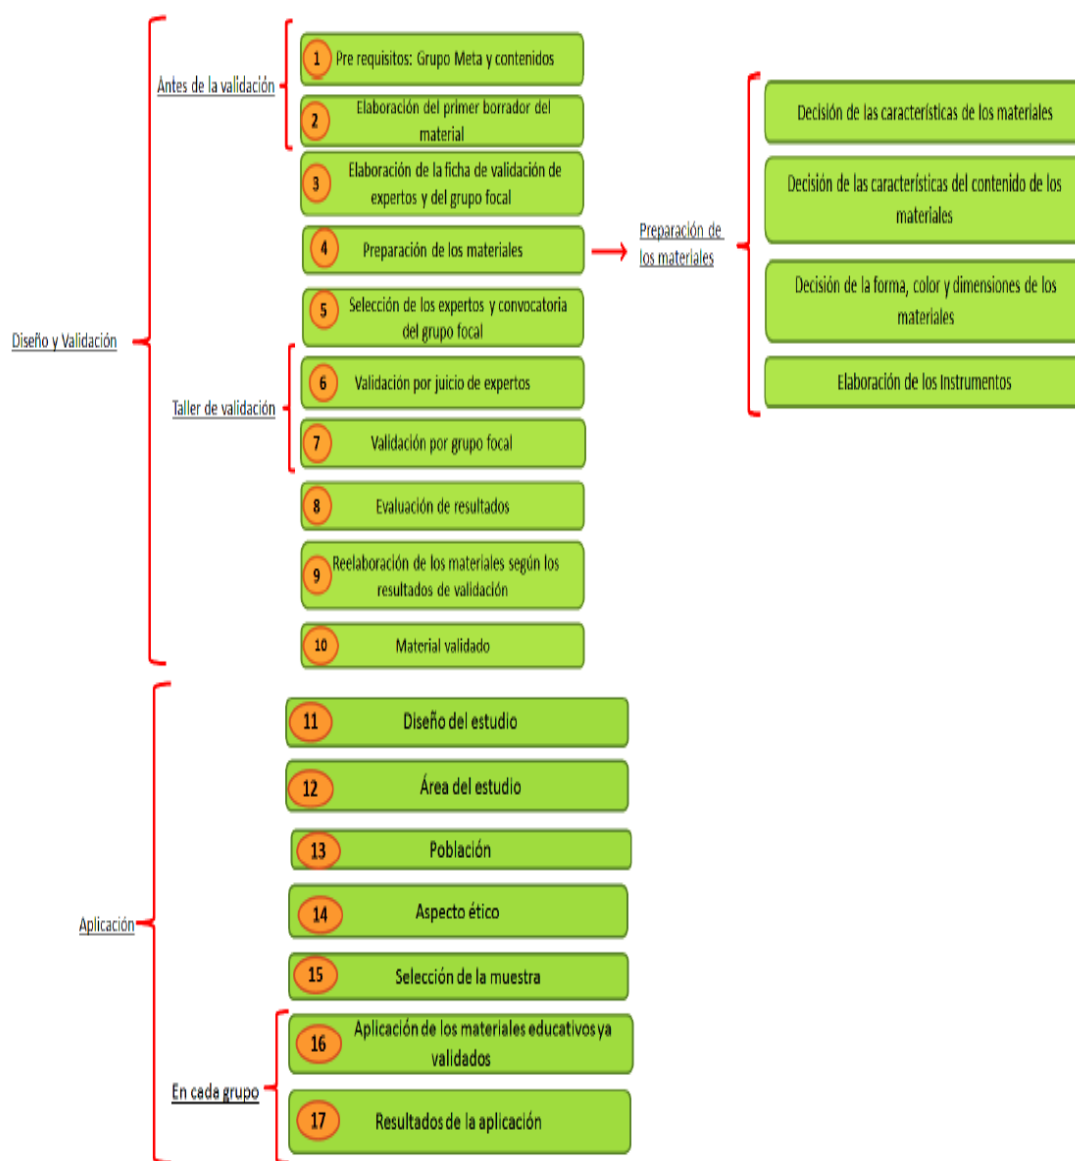 Diseño y Validación
Antes de la validación
1 Pre requisitos: Grupo Meta y contenidos
2 Elaboración del primer borrador del
material
3 Elaboración de la ficha de validación de
expertos y del grupo focal
4 Preparación de los materiales
5 Selección de los expertos y convocatoria
del grupo focal
Taller de validación
6 Validación por juicio de expertos
7 Validación por grupo focal
8 Evaluación de resultados
9 Reelaboración de los materiales según los
resultados de validación
10 Material validado
Preparación de
los materiales
Decisión de las características de los materiales
Decisión de las características del contenido de los
materiales
Decisión de la forma, color y dimensiones de los
materiales
Elaboración de los Instrumentos
Aplicación
11 Diseño del estudio
12 Área del estudio
13 Población
14 Aspecto ético
15 Selección de la muestra
En cada grupo
16 Aplicación de los materiales educativos ya
validados
17 Resultados de la aplicación